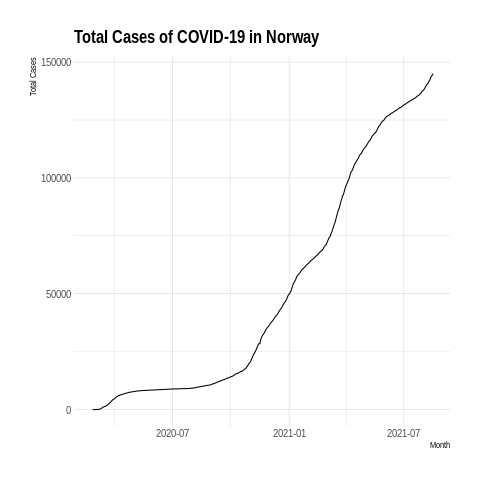 Total Cases of COVID-19 in Norway
Total Cases
150000
100000
50000
0
2020-07
2021-01
2021-07
Month